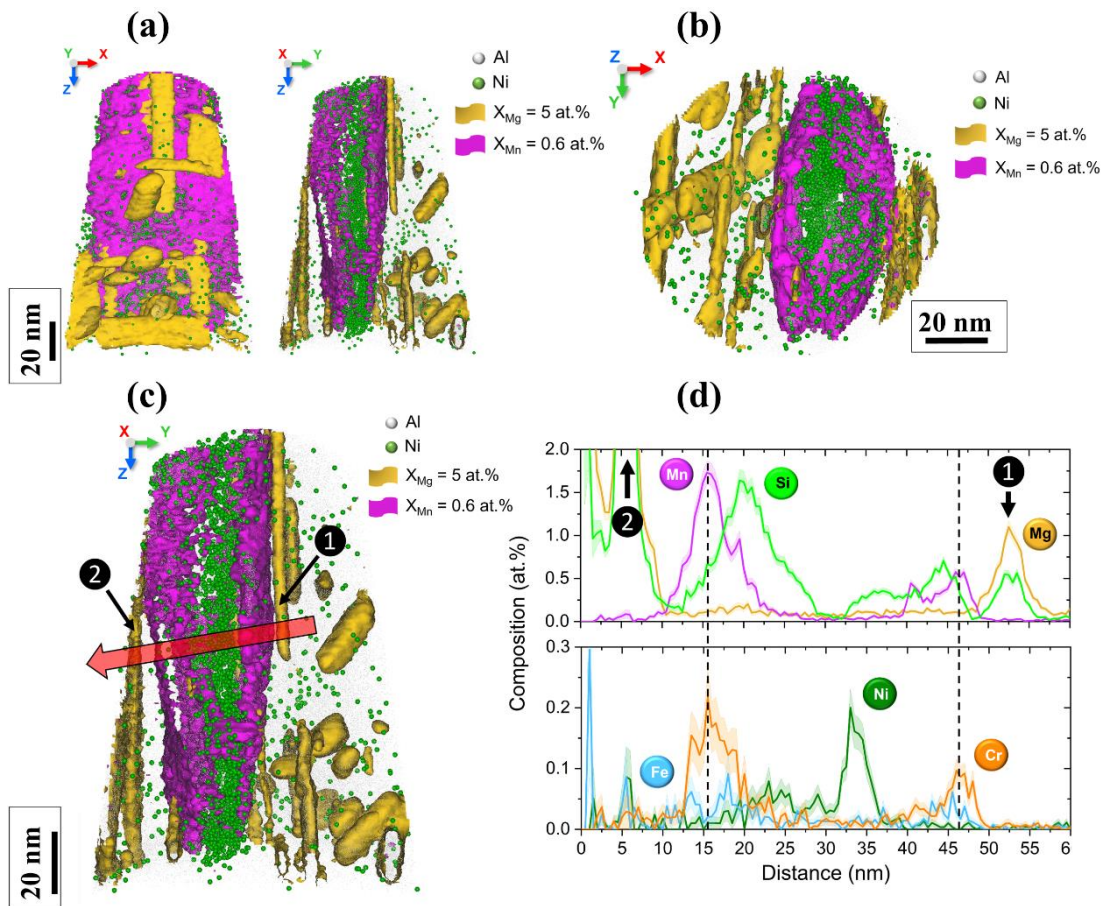 (a)
Y X Z
X Y Z
Al
Ni
X_Mg = 5 at.%
X_Mn = 0.6 at.%
20 nm
(b)
Z X Y
Al
Ni
X_Mg = 5 at.%
X_Mn = 0.6 at.%
20 nm
(c)
X Y Z
Al
Ni
X_Mg = 5 at.%
X_Mn = 0.6 at.%
1
2
20 nm
(d)
Composition (at.%)
2.0
1.5
1.0
0.5
0.0
Mn
Si
2
1
Mg
0.3
0.2
0.1
0.0
Fe
Ni
Cr
0 5 10 15 20 25 30 35 40 45 50 55 6
Distance (nm)